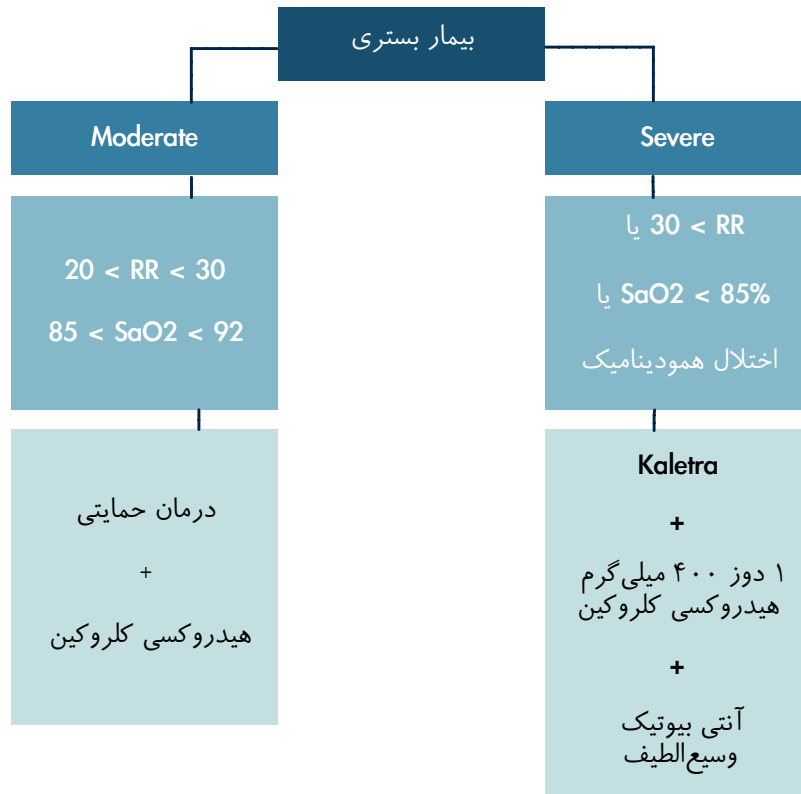 بیمار بستری
Moderate
20 < RR < 30
85 < SaO2 < 92
درمان حمایتی
+
هیدروکسی کلروکین
Severe
30 < RR یا
SaO2 < 85% یا
اختلال همودینامیک
Kaletra
+
۱ دوز ۴۰۰ میلی‌گرم
هیدروکسی کلروکین
+
آنتی بیوتیک
وسیع‌الطیف